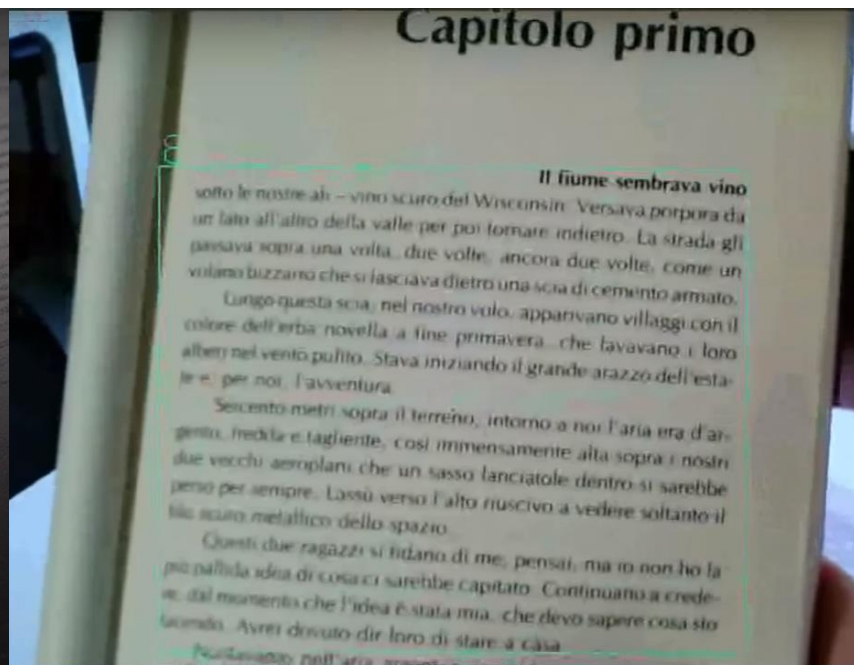 Capitolo primo
Il fiume sembrava vino
sotto le nostre ali – vino scuro del Wisconsin. Versava porpora da
un lato all'altro della valle per poi tornare indietro. La strada gli
passava sopra una volta, due volte, ancora due volte, come un
volano bizzarro che si lasciava dietro una scia di cemento armato.
Lungo questa scia, nel nostro volo, apparivano villaggi con il
colore dell'erba novella a fine primavera, che lavavano i loro
alberi nel vento pulito. Stava iniziando il grande arazzo dell'esta-
te e, per noi, l'avventura.
Seicento metri sopra il terreno, intorno a noi l'aria era d'ar-
gento, fredda e tagliente, così immensamente alta sopra i nostri
due vecchi aeroplani che un sasso lanciatole dentro si sarebbe
perso per sempre. Lassù verso l'alto riuscivo a vedere soltanto il
blu scuro metallico dello spazio.
Questi due ragazzi si fidano di me, pensai, ma io non ho la
più pallida idea di cosa ci sarebbe capitato. Continuano a crede-
re, dal momento che l'idea è stata mia, che devo sapere cosa sto
facendo. Avrei dovuto dir loro di stare a casa.
nell'aria